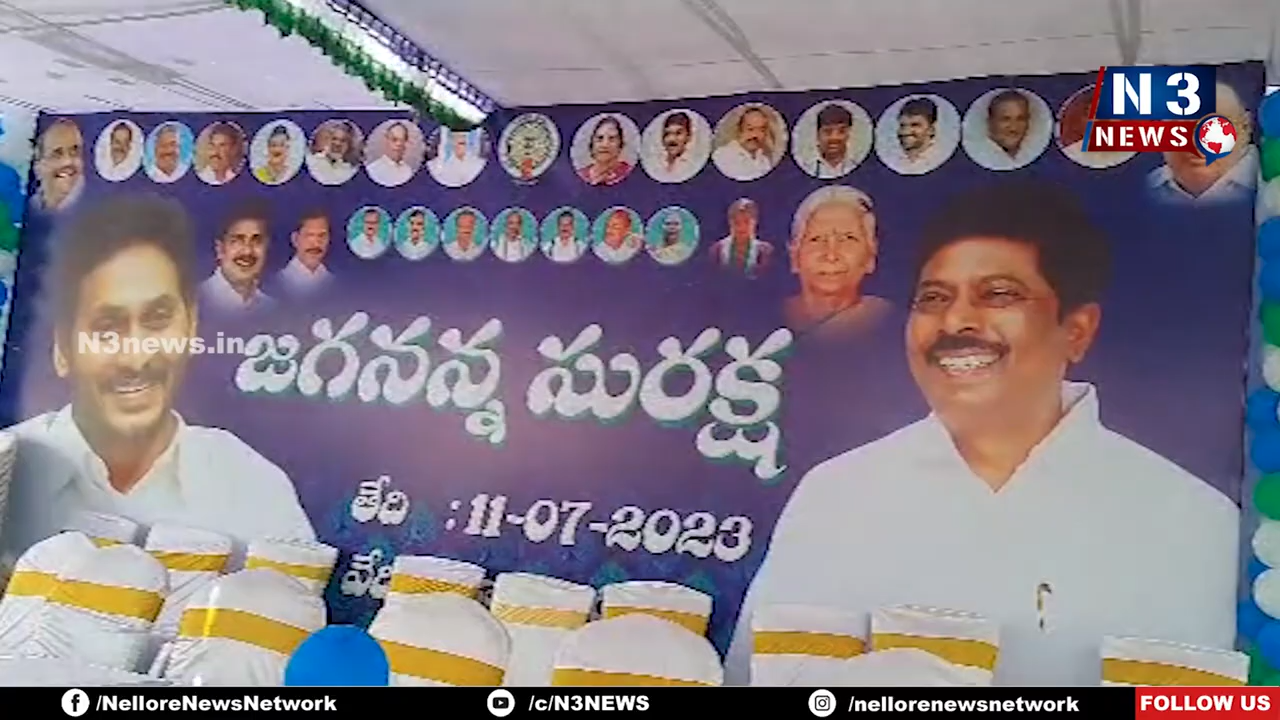 N3
NEWS
N3news.in
జగనన్న సురక్ష
తేది : 11-07-2023
/NelloreNewsNetwork
/c/N3NEWS
/nellorenewsnetwork
FOLLOW US